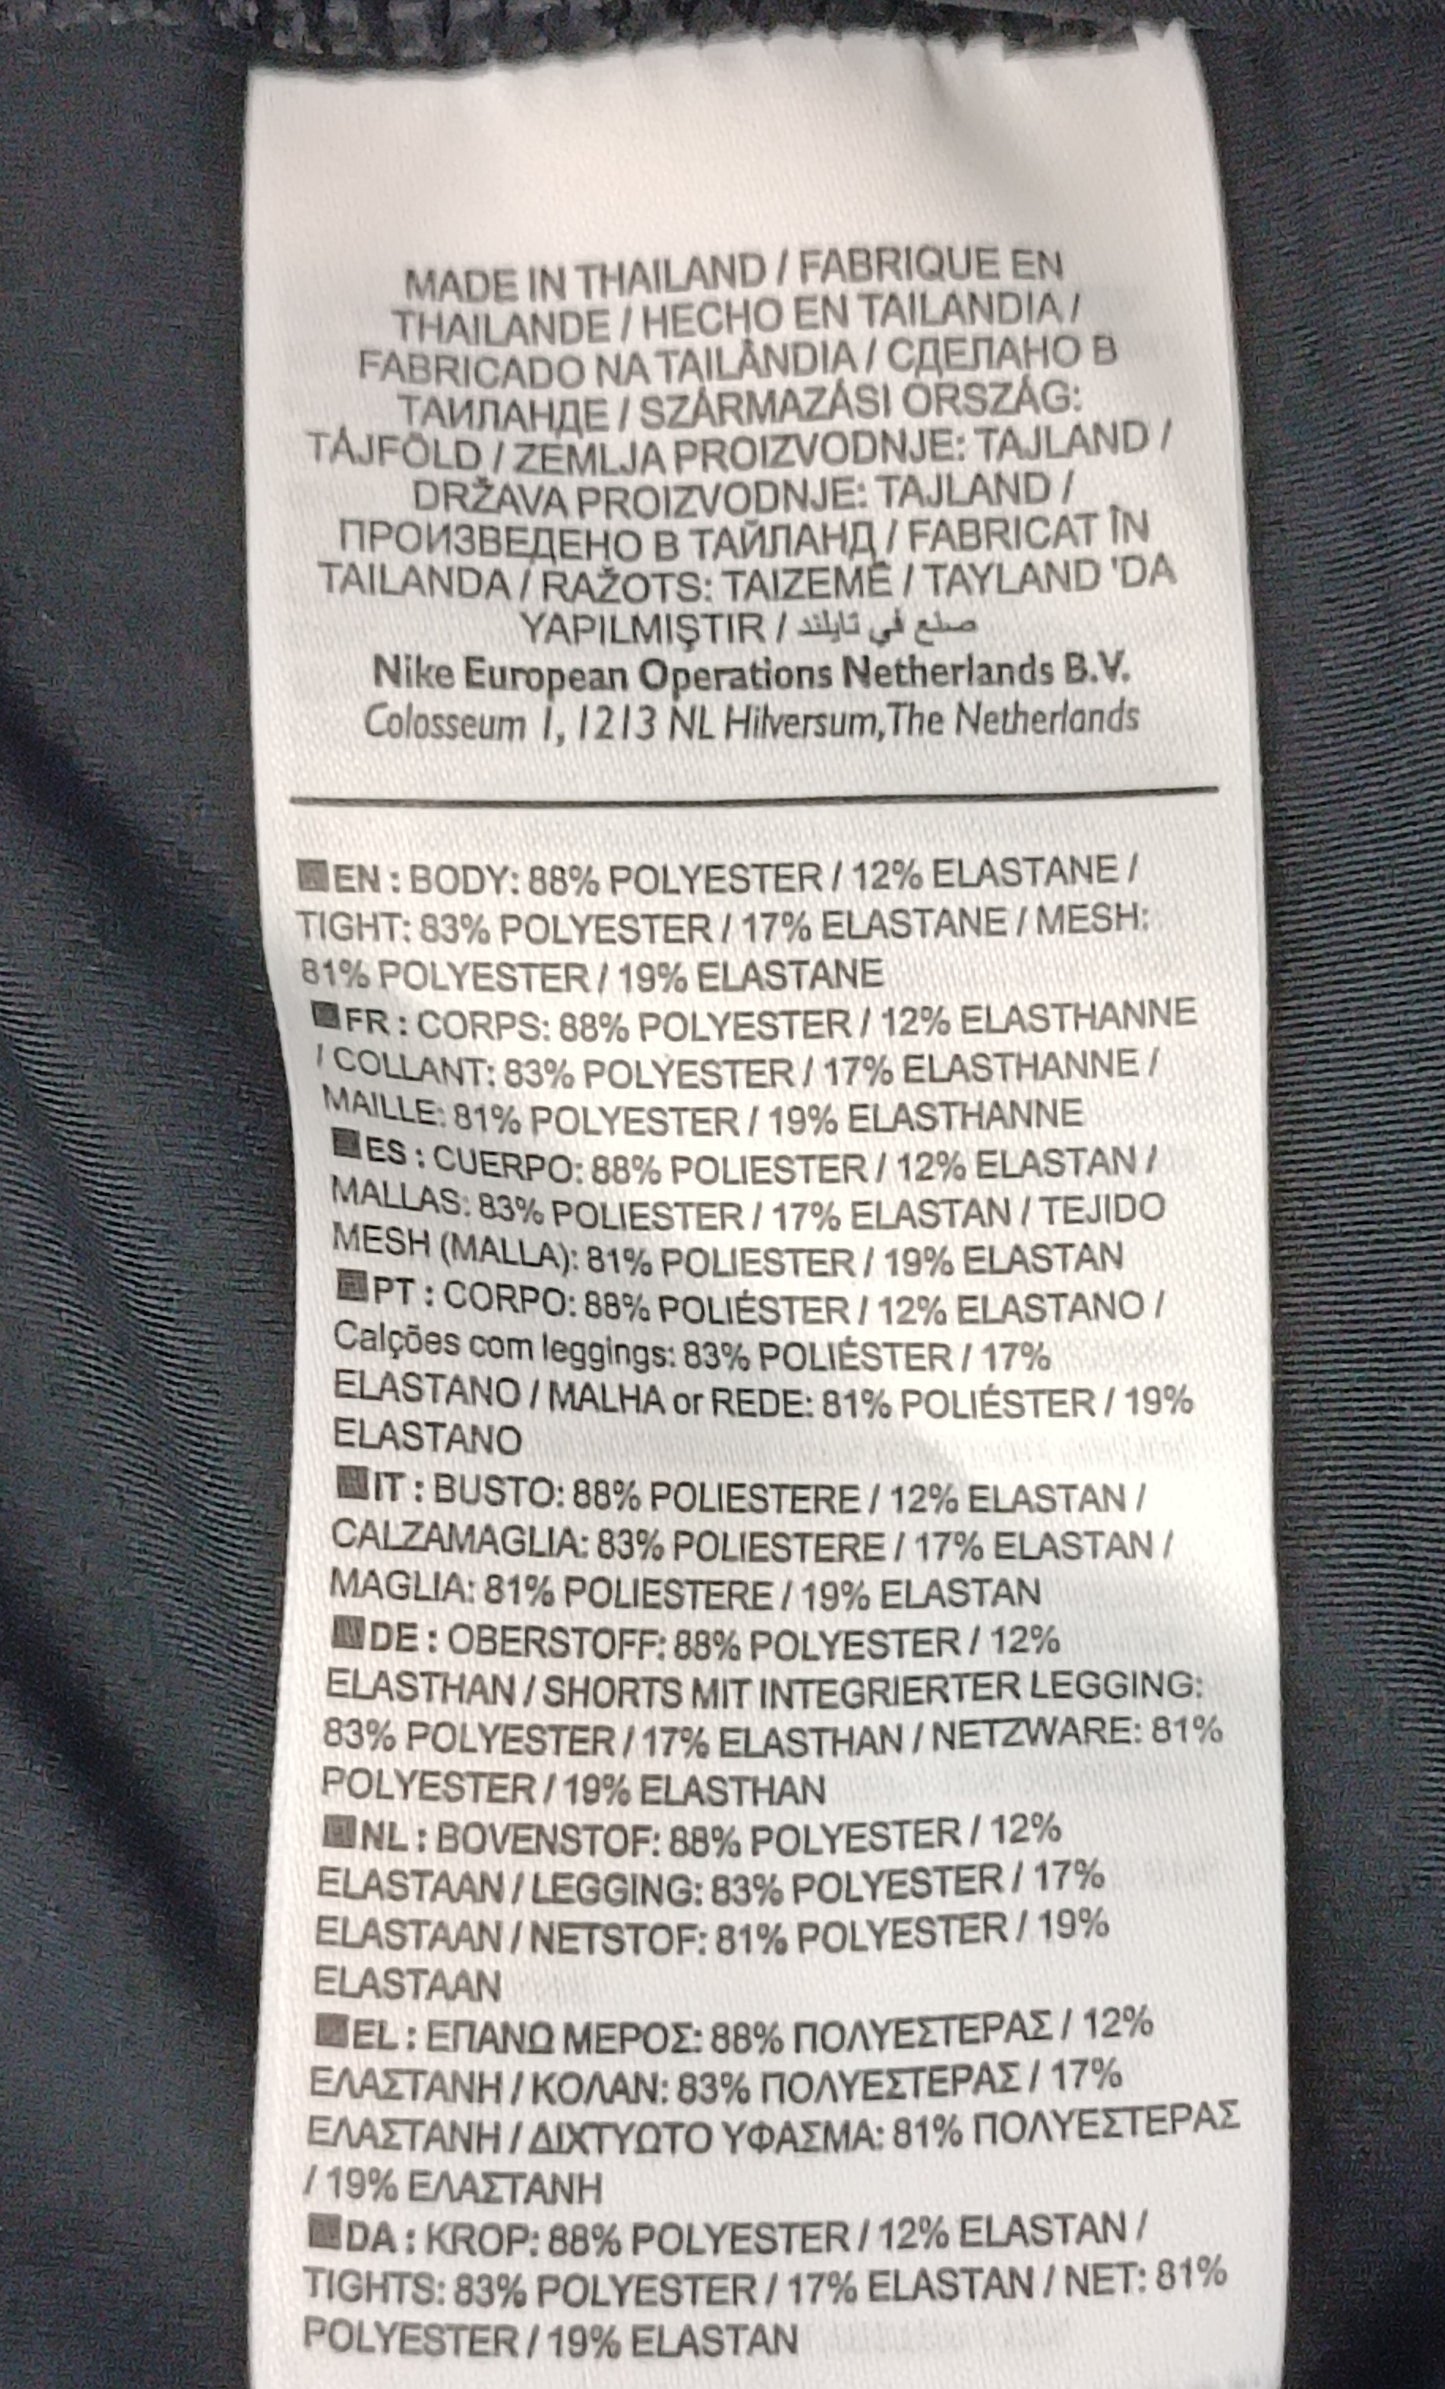 MADE IN THAILAND / FABRIQUE EN
THAILANDE / HECHO EN TAILANDIA /
FABRICADO NA TAILÂNDIA / СДЕЛАНО В
ТАИЛАНДЕ / SZÁRMAZÁSI ORSZÁG:
TÁJFÖLD / ZEMLJA PROIZVODNJE: TAJLAND /
DRŽAVA PROIZVODNJE: TAJLAND /
ПРОИЗВЕДЕНО В ТАЙЛАНД / FABRICAT ÎN
TAILANDA / RAŽOTS: TAIZEMĒ / TAYLAND 'DA
YAPILMIŞTIR / صنع في تايلند
Nike European Operations Netherlands B.V.
Colosseum 1, 1213 NL Hilversum, The Netherlands
EN : BODY: 88% POLYESTER / 12% ELASTANE /
TIGHT: 83% POLYESTER / 17% ELASTANE / MESH:
81% POLYESTER / 19% ELASTANE
FR : CORPS: 88% POLYESTER / 12% ELASTHANNE
/ COLLANT: 83% POLYESTER / 17% ELASTHANNE /
MAILLE: 81% POLYESTER / 19% ELASTHANNE
ES : CUERPO: 88% POLIESTER / 12% ELASTAN /
MALLAS: 83% POLIESTER / 17% ELASTAN / TEJIDO
MESH (MALLA): 81% POLIESTER / 19% ELASTAN
PT : CORPO: 88% POLIÉSTER / 12% ELASTANO /
Calções com leggings: 83% POLIÉSTER / 17%
ELASTANO / MALHA or REDE: 81% POLIÉSTER / 19%
ELASTANO
IT : BUSTO: 88% POLIESTERE / 12% ELASTAN /
CALZAMAGLIA: 83% POLIESTERE / 17% ELASTAN /
MAGLIA: 81% POLIESTERE / 19% ELASTAN
DE : OBERSTOFF: 88% POLYESTER / 12%
ELASTHAN / SHORTS MIT INTEGRIERTER LEGGING:
83% POLYESTER / 17% ELASTHAN / NETZWARE: 81%
POLYESTER / 19% ELASTHAN
NL : BOVENSTOF: 88% POLYESTER / 12%
ELASTAAN / LEGGING: 83% POLYESTER / 17%
ELASTAAN / NETSTOF: 81% POLYESTER / 19%
ELASTAAN
EL : ΕΠΑΝΩ ΜΕΡΟΣ: 88% ΠΟΛΥΕΣΤΕΡΑΣ / 12%
ΕΛΑΣΤΑΝΗ / ΚΟΛΑΝ: 83% ΠΟΛΥΕΣΤΕΡΑΣ / 17%
ΕΛΑΣΤΑΝΗ / ΔΙΧΤΥΩΤΟ ΥΦΑΣΜΑ: 81% ΠΟΛΥΕΣΤΕΡΑΣ
/ 19% ΕΛΑΣΤΑΝΗ
DA : KROP: 88% POLYESTER / 12% ELASTAN /
TIGHTS: 83% POLYESTER / 17% ELASTAN / NET: 81%
POLYESTER / 19% ELASTAN